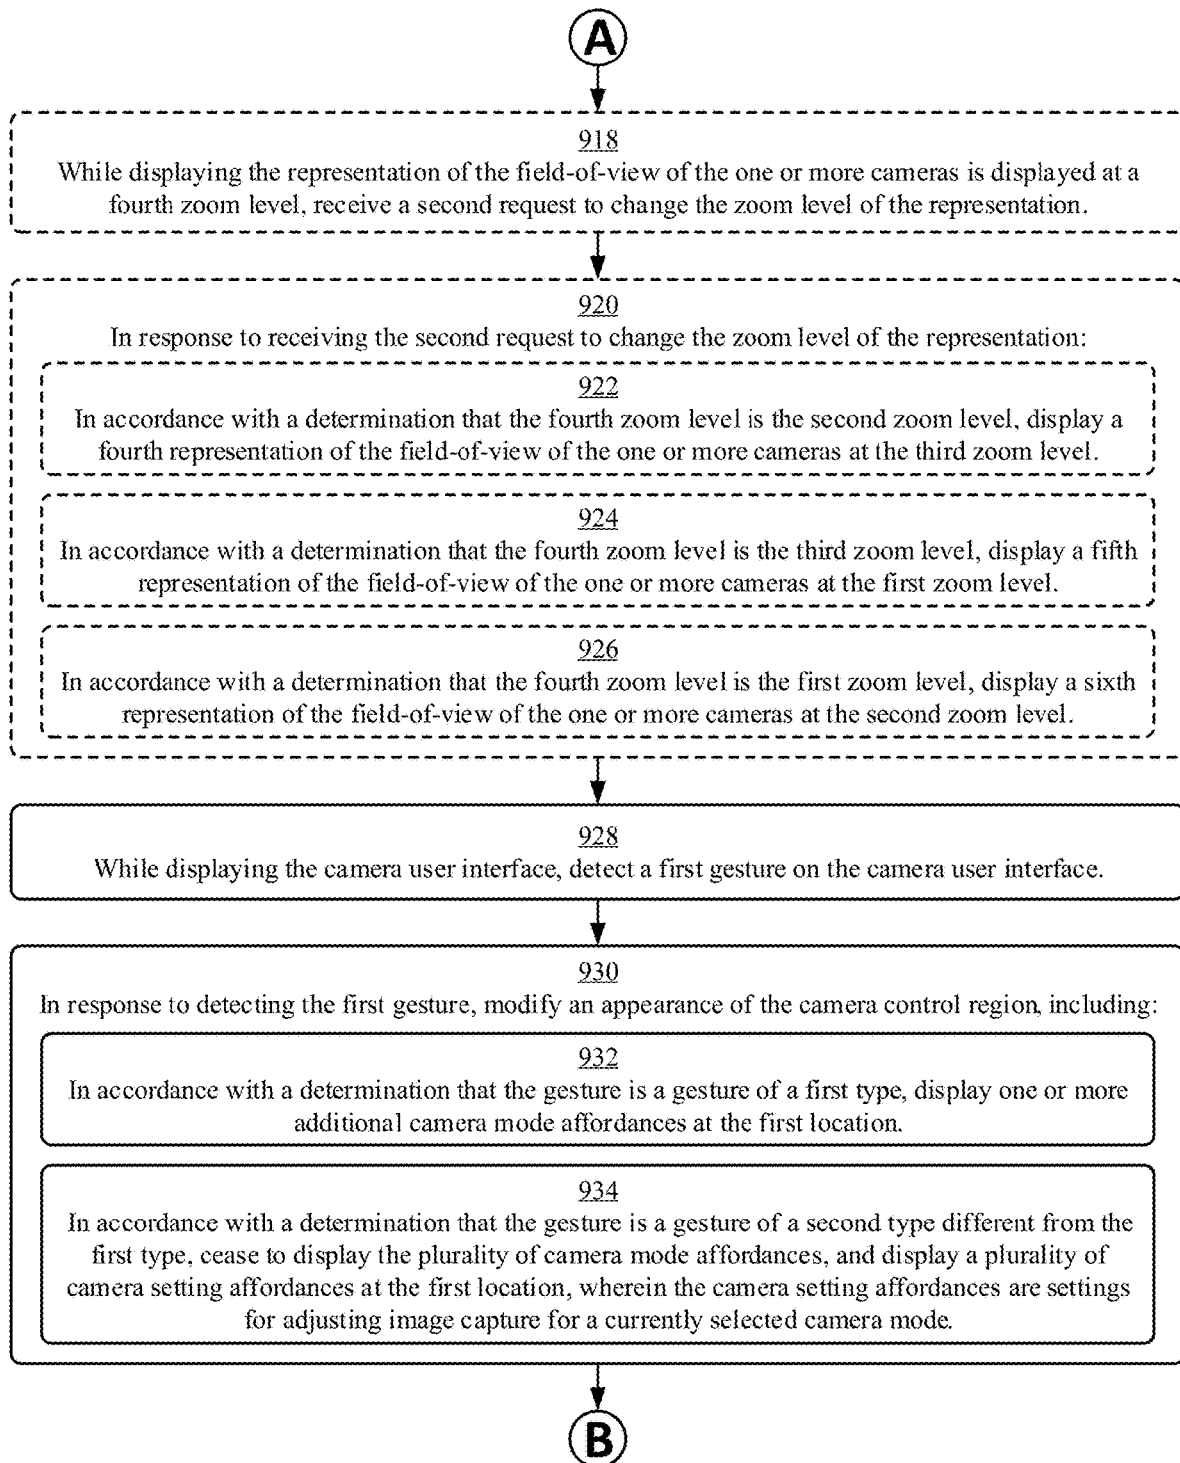 A
918
While displaying the representation of the field-of-view of the one or more cameras is displayed at a
fourth zoom level, receive a second request to change the zoom level of the representation.
920
In response to receiving the second request to change the zoom level of the representation:
922
In accordance with a determination that the fourth zoom level is the second zoom level, display a
fourth representation of the field-of-view of the one or more cameras at the third zoom level.
924
In accordance with a determination that the fourth zoom level is the third zoom level, display a fifth
representation of the field-of-view of the one or more cameras at the first zoom level.
926
In accordance with a determination that the fourth zoom level is the first zoom level, display a sixth
representation of the field-of-view of the one or more cameras at the second zoom level.
928
While displaying the camera user interface, detect a first gesture on the camera user interface.
930
In response to detecting the first gesture, modify an appearance of the camera control region, including:
932
In accordance with a determination that the gesture is a gesture of a first type, display one or more
additional camera mode affordances at the first location.
934
In accordance with a determination that the gesture is a gesture of a second type different from the
first type, cease to display the plurality of camera mode affordances, and display a plurality of
camera setting affordances at the first location, wherein the camera setting affordances are settings
for adjusting image capture for a currently selected camera mode.
B